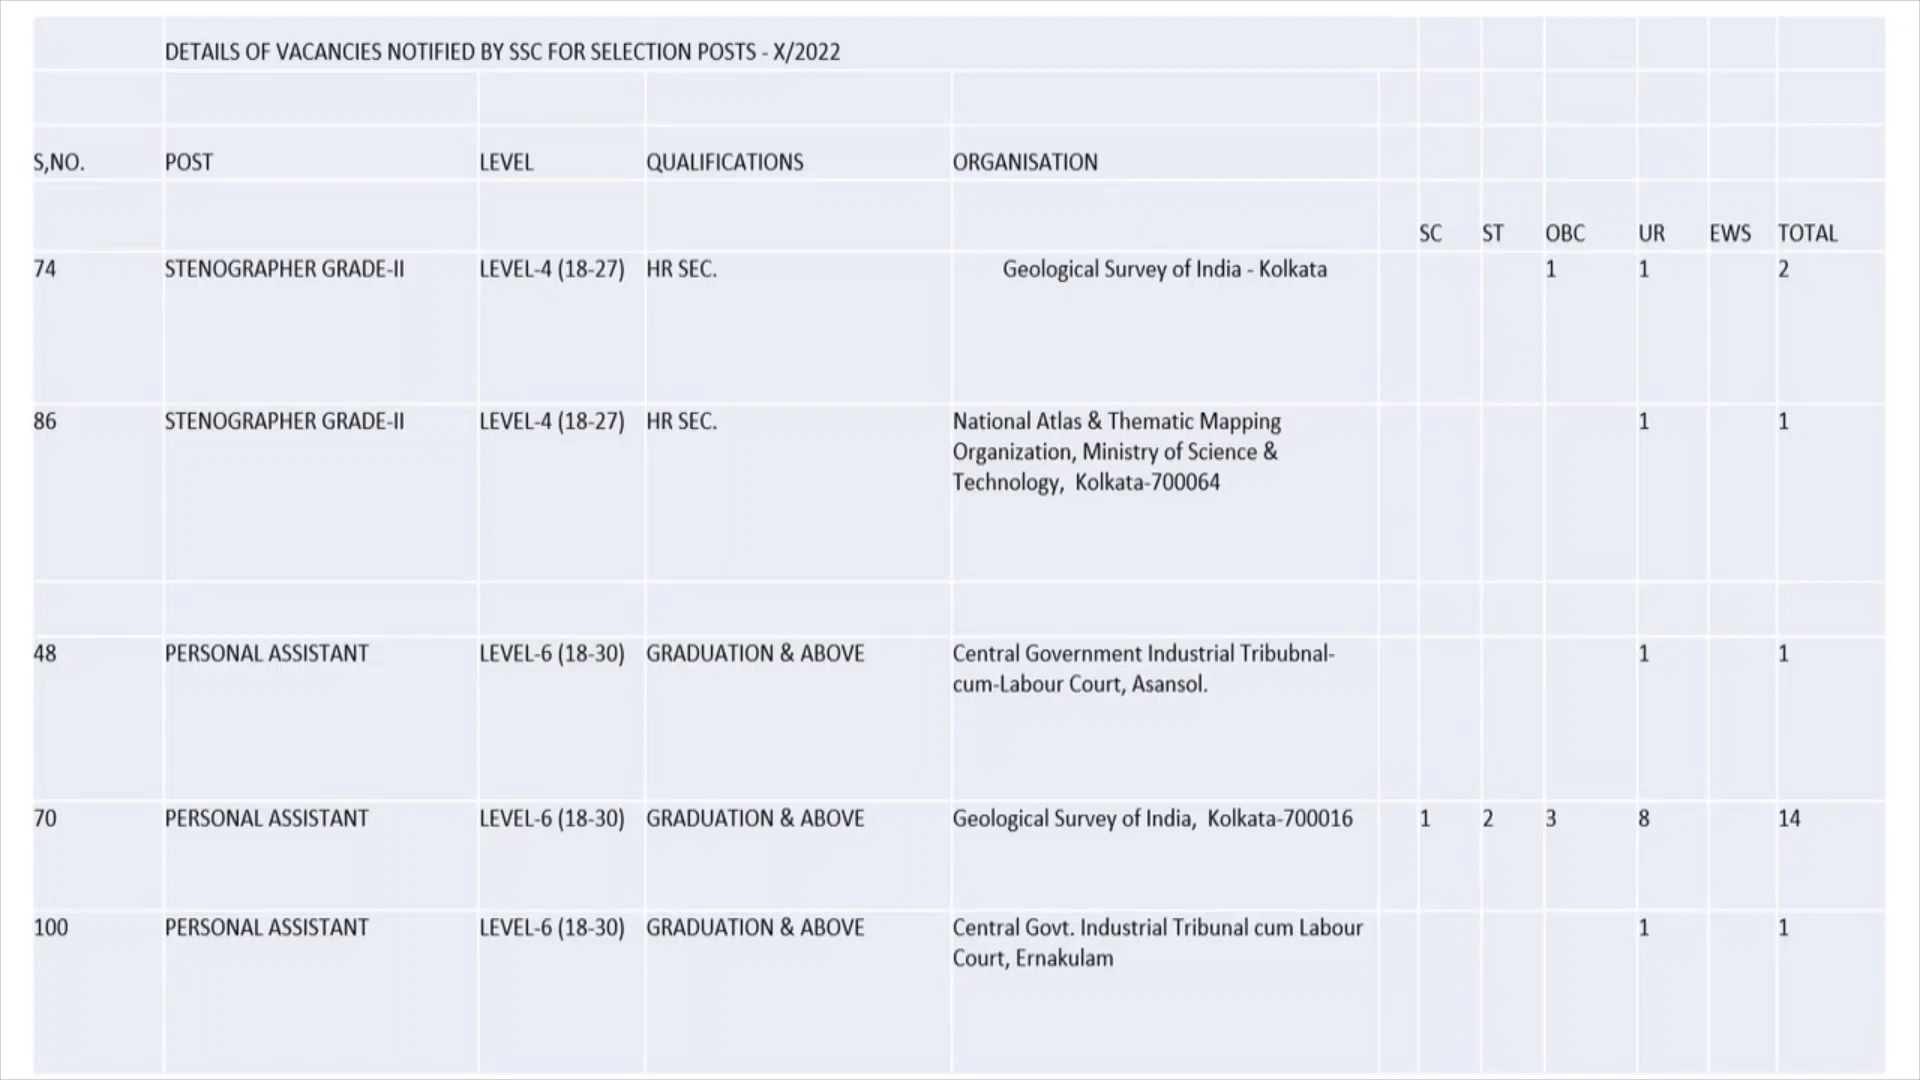 DETAILS OF VACANCIES NOTIFIED BY SSC FOR SELECTION POSTS - X/2022
S,NO. POST LEVEL QUALIFICATIONS ORGANISATION
SC ST OBC UR EWS TOTAL
74 STENOGRAPHER GRADE-II LEVEL-4 (18-27) HR SEC. Geological Survey of India - Kolkata 1 1 2
86 STENOGRAPHER GRADE-II LEVEL-4 (18-27) HR SEC. National Atlas & Thematic Mapping 1 1
Organization, Ministry of Science &
Technology, Kolkata-700064
48 PERSONAL ASSISTANT LEVEL-6 (18-30) GRADUATION & ABOVE Central Government Industrial Tribubnal- 1 1
cum-Labour Court, Asansol.
70 PERSONAL ASSISTANT LEVEL-6 (18-30) GRADUATION & ABOVE Geological Survey of India, Kolkata-700016 1 2 3 8 14
100 PERSONAL ASSISTANT LEVEL-6 (18-30) GRADUATION & ABOVE Central Govt. Industrial Tribunal cum Labour 1 1
Court, Ernakulam